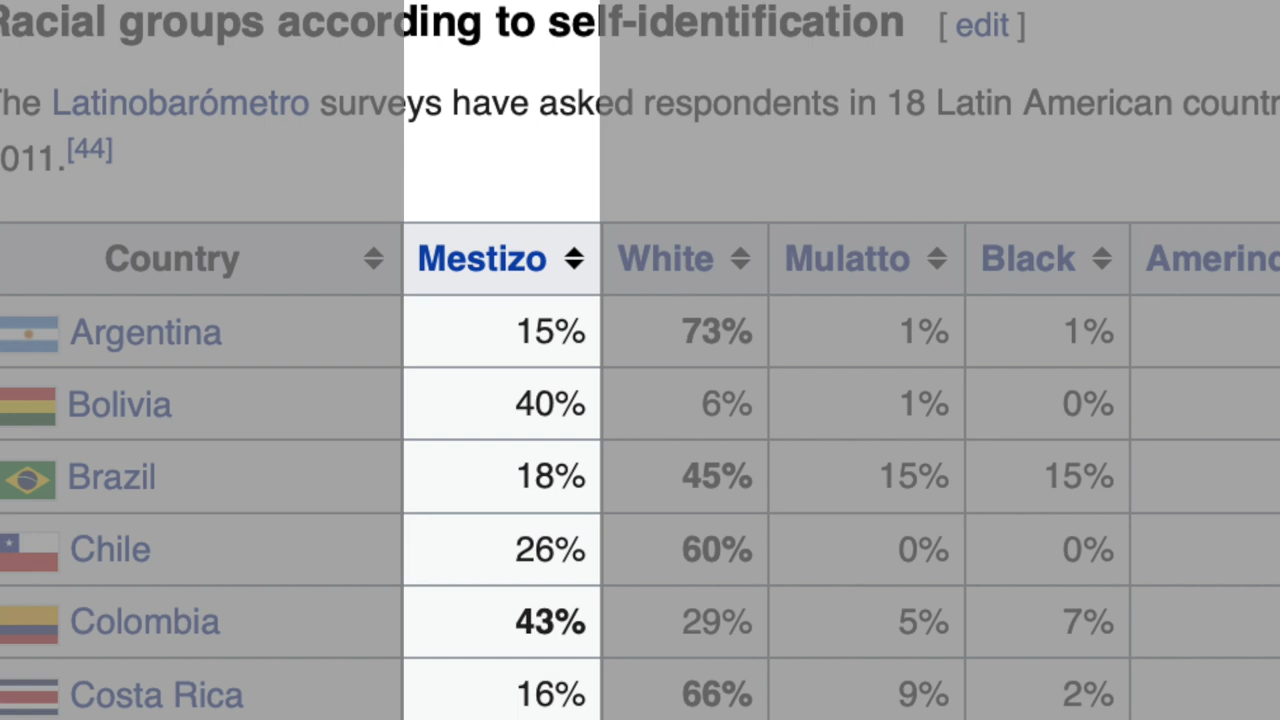 Racial groups according to self-identification [ edit ]
The Latinobarómetro surveys have asked respondents in 18 Latin American
011.[44]
Country Mestizo White Mulatto Black
Argentina 15% 73% 1% 1%
Bolivia 40% 6% 1% 0%
Brazil 18% 45% 15% 15%
Chile 26% 60% 0% 0%
Colombia 43% 29% 5% 7%
Costa Rica 16% 66% 9% 2%